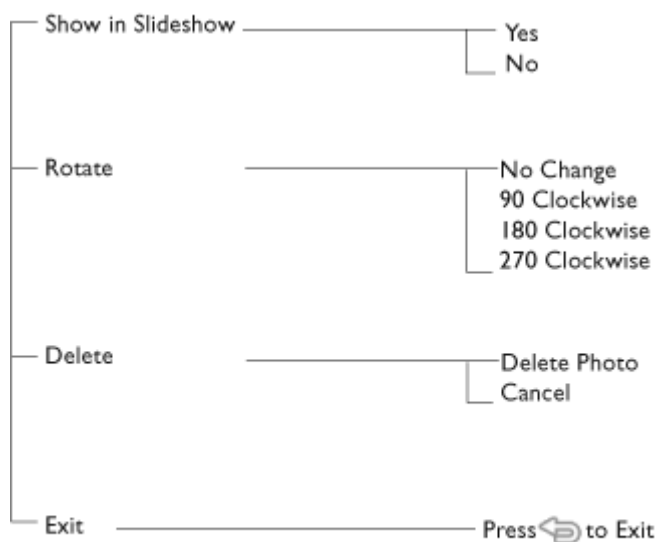 Show in Slideshow
Yes
No
Rotate
No Change
90 Clockwise
180 Clockwise
270 Clockwise
Delete
Delete Photo
Cancel
Exit
Press to Exit